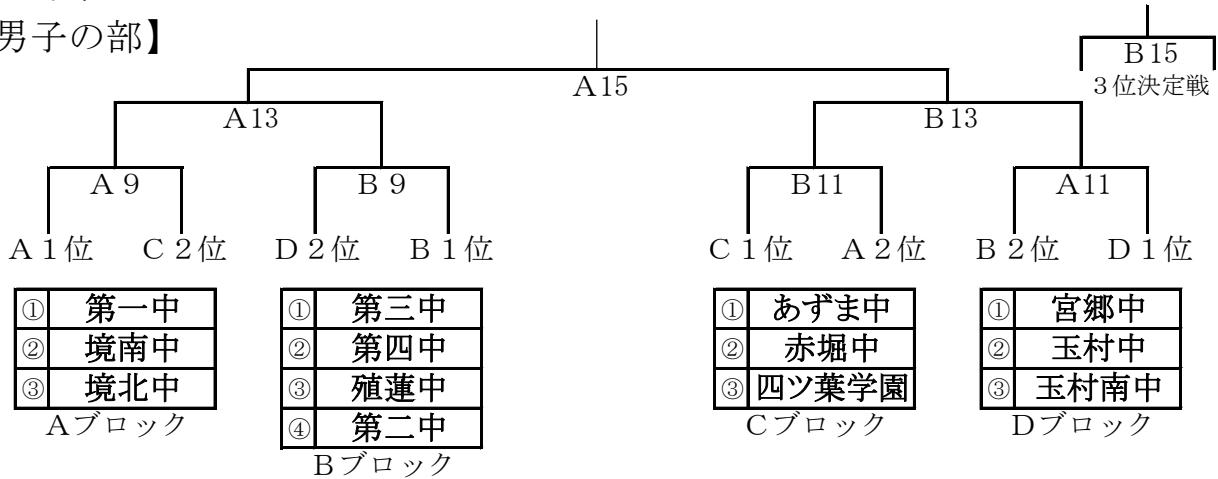 男子の部】
B15
3位決定戦
A15
A13
B13
A9
B9
B11
A11
A1位
C2位
D2位
B1位
C1位
A2位
B2位
D1位
① 第一中
② 境南中
③ 境北中
Aブロック
① 第三中
② 第四中
③ 殖蓮中
④ 第二中
Bブロック
① あずま中
② 赤堀中
③ 四ツ葉学園
Cブロック
① 宮郷中
② 玉村中
③ 玉村南中
Dブロック